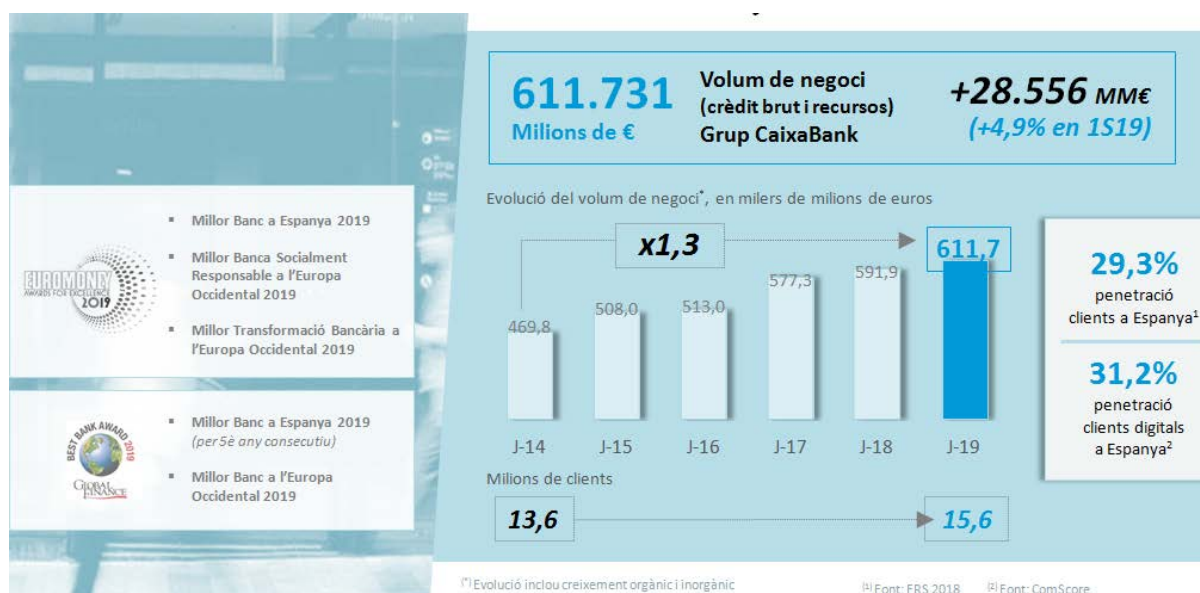 611.731
Milions de €
Volum de negoci
(crèdit brut i recursos)
Grup CaixaBank
+28.556 MM€
(+4,9% en 1S19)
Evolució del volum de negoci*, en milers de milions de euros
x1,3
469,8
508,0
513,0
577,3
591,9
611,7
J-14
J-15
J-16
J-17
J-18
J-19
Milions de clients
13,6
15,6
29,3%
penetració
clients a Espanya¹
31,2%
penetració
clients digitals
a Espanya²
EUROMONEY
AWARDS FOR EXCELLENCE
2019
▪ Millor Banc a Espanya 2019
▪ Millor Banca Socialment
Responsable a l'Europa
Occidental 2019
▪ Millor Transformació Bancària a
l'Europa Occidental 2019
BEST BANK AWARD 2019
GLOBAL
FINANCE
▪ Millor Banc a Espanya 2019
(per 5è any consecutiu)
▪ Millor Banc a l'Europa
Occidental 2019
(*) Evolució inclou creixement orgànic i inorgànic
(1) Font: FRS 2018
(2) Font: ComScore